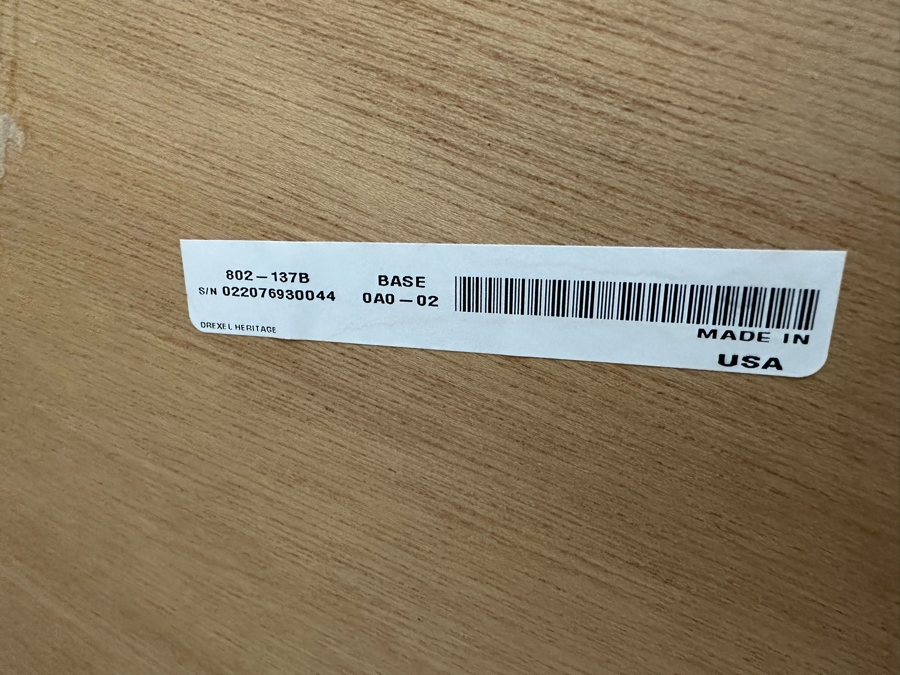 802-137B
S/N 022076930044
DREXEL HERITAGE
BASE
0A0-02
MADE IN
USA